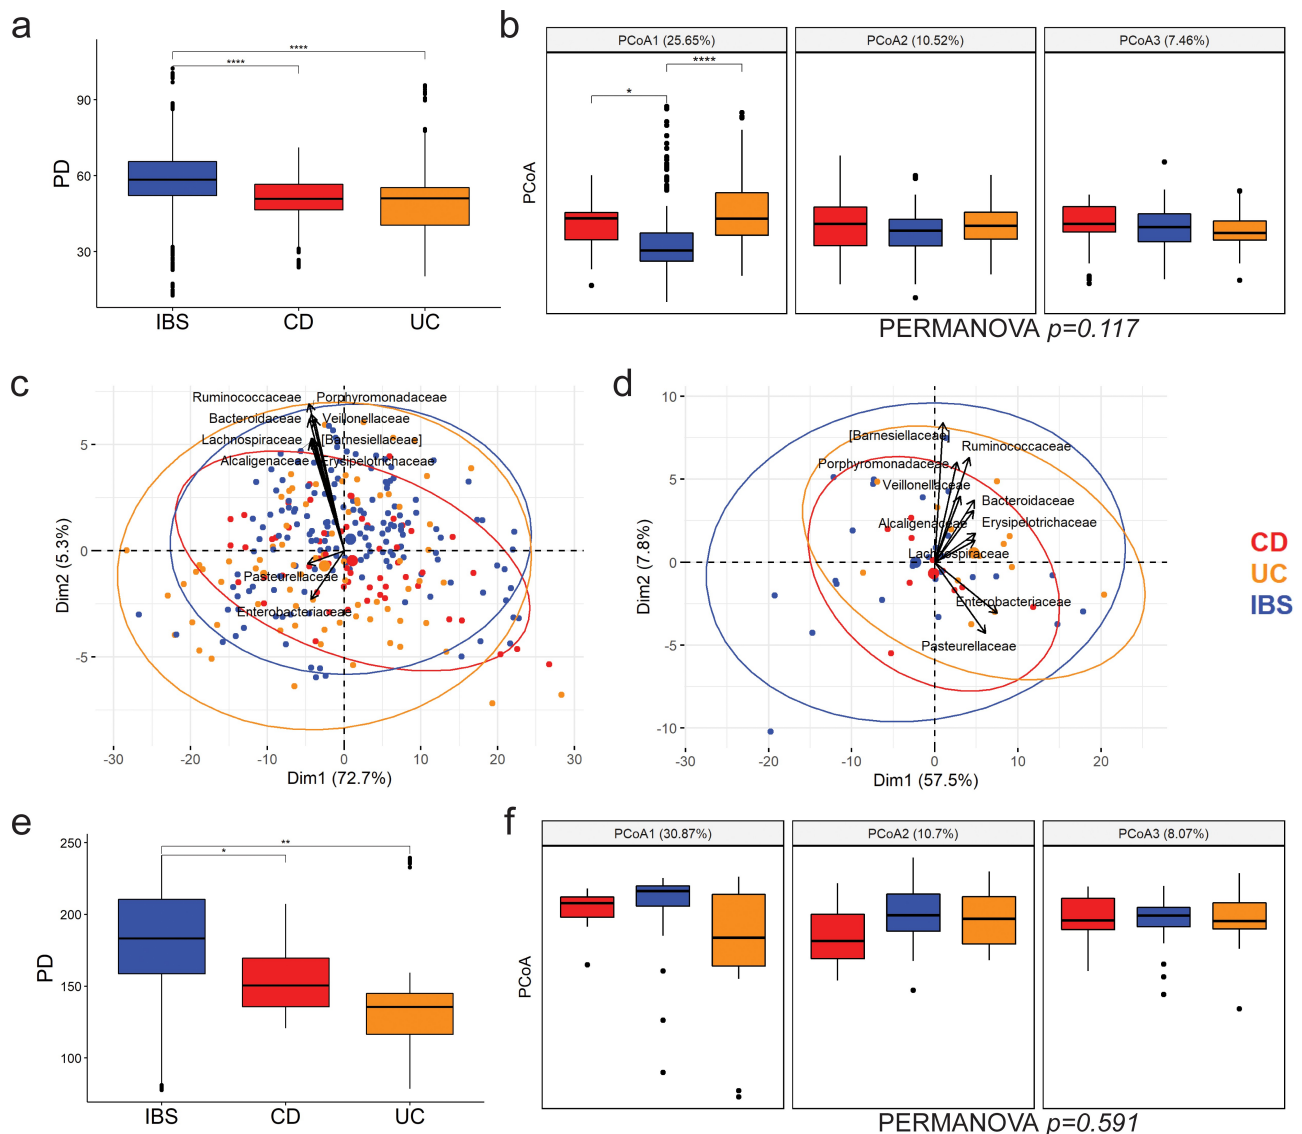 a
PD
90
60
30
****
****
IBS CD UC
b
PCoA1 (25.65%) PCoA2 (10.52%) PCoA3 (7.46%)
PCoA
*
****
PERMANOVA p=0.117
c
Ruminococcaceae Porphyromonadaceae
Bacteroidaceae Veillonellaceae
Lachnospiraceae [Barnesiellaceae]
Alcaligenaceae Erysipelotrichaceae
Pasteurellaceae
Enterobacteriaceae
Dim2 (5.3%)
5
0
-5
-30 -20 -10 0 10 20 30
Dim1 (72.7%)
d
[Barnesiellaceae]
Ruminococcaceae
Porphyromonadaceae
Veillonellaceae
Bacteroidaceae
Alcaligenaceae Erysipelotrichaceae
Lachnospiraceae
Enterobacteriaceae
Pasteurellaceae
Dim2 (7.8%)
10
5
0
-5
-10
-30 -20 -10 0 10 20
Dim1 (57.5%)
CD
UC
IBS
e
PD
250
200
150
100
**
*
IBS CD UC
f
PCoA1 (30.87%) PCoA2 (10.7%) PCoA3 (8.07%)
PCoA
PERMANOVA p=0.591